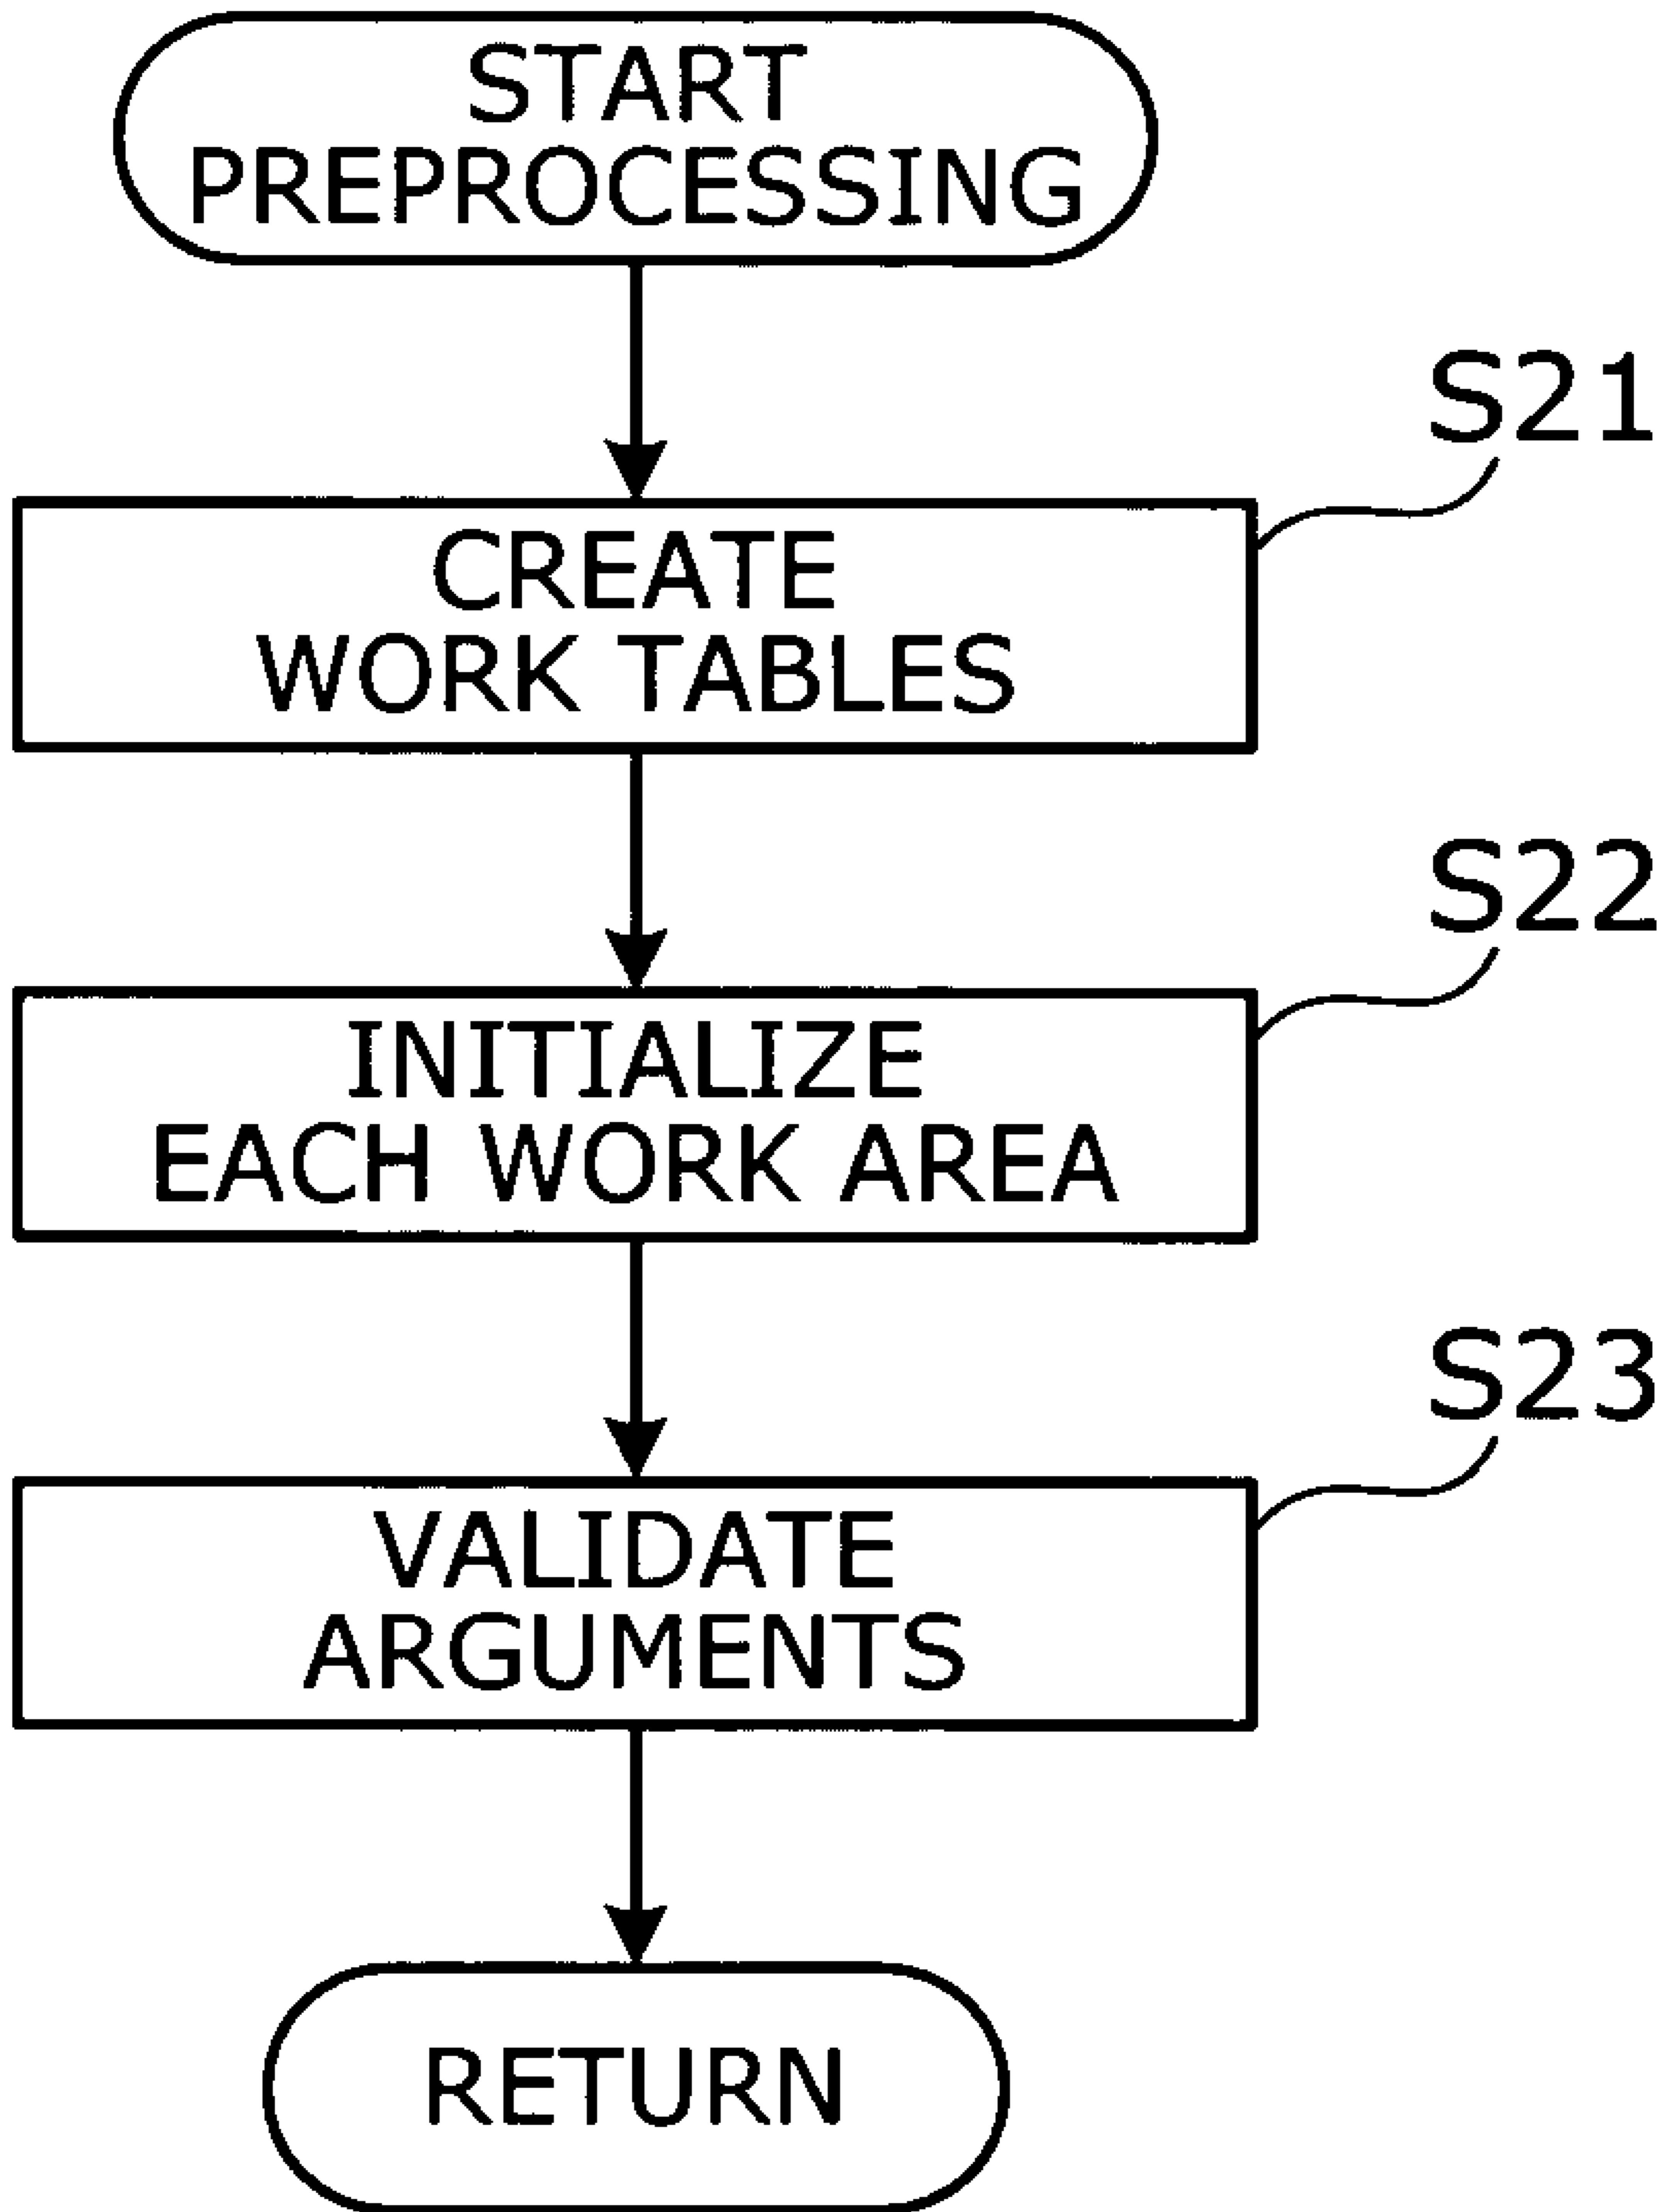 START
PREPROCESSING
S21
CREATE
WORK TABLES
S22
INITIALIZE
EACH WORK AREA
S23
VALIDATE
ARGUMENTS
RETURN